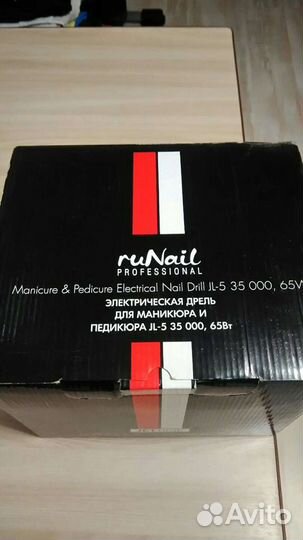 ruNail
PROFESSIONAL
Manicure & Pedicure Electrical Nail Drill JL-5 35 000, 65W
ЭЛЕКТРИЧЕСКАЯ ДРЕЛЬ
ДЛЯ МАНИКЮРА И
ПЕДИКЮРА JL-5 35 000, 65Вт
Avito